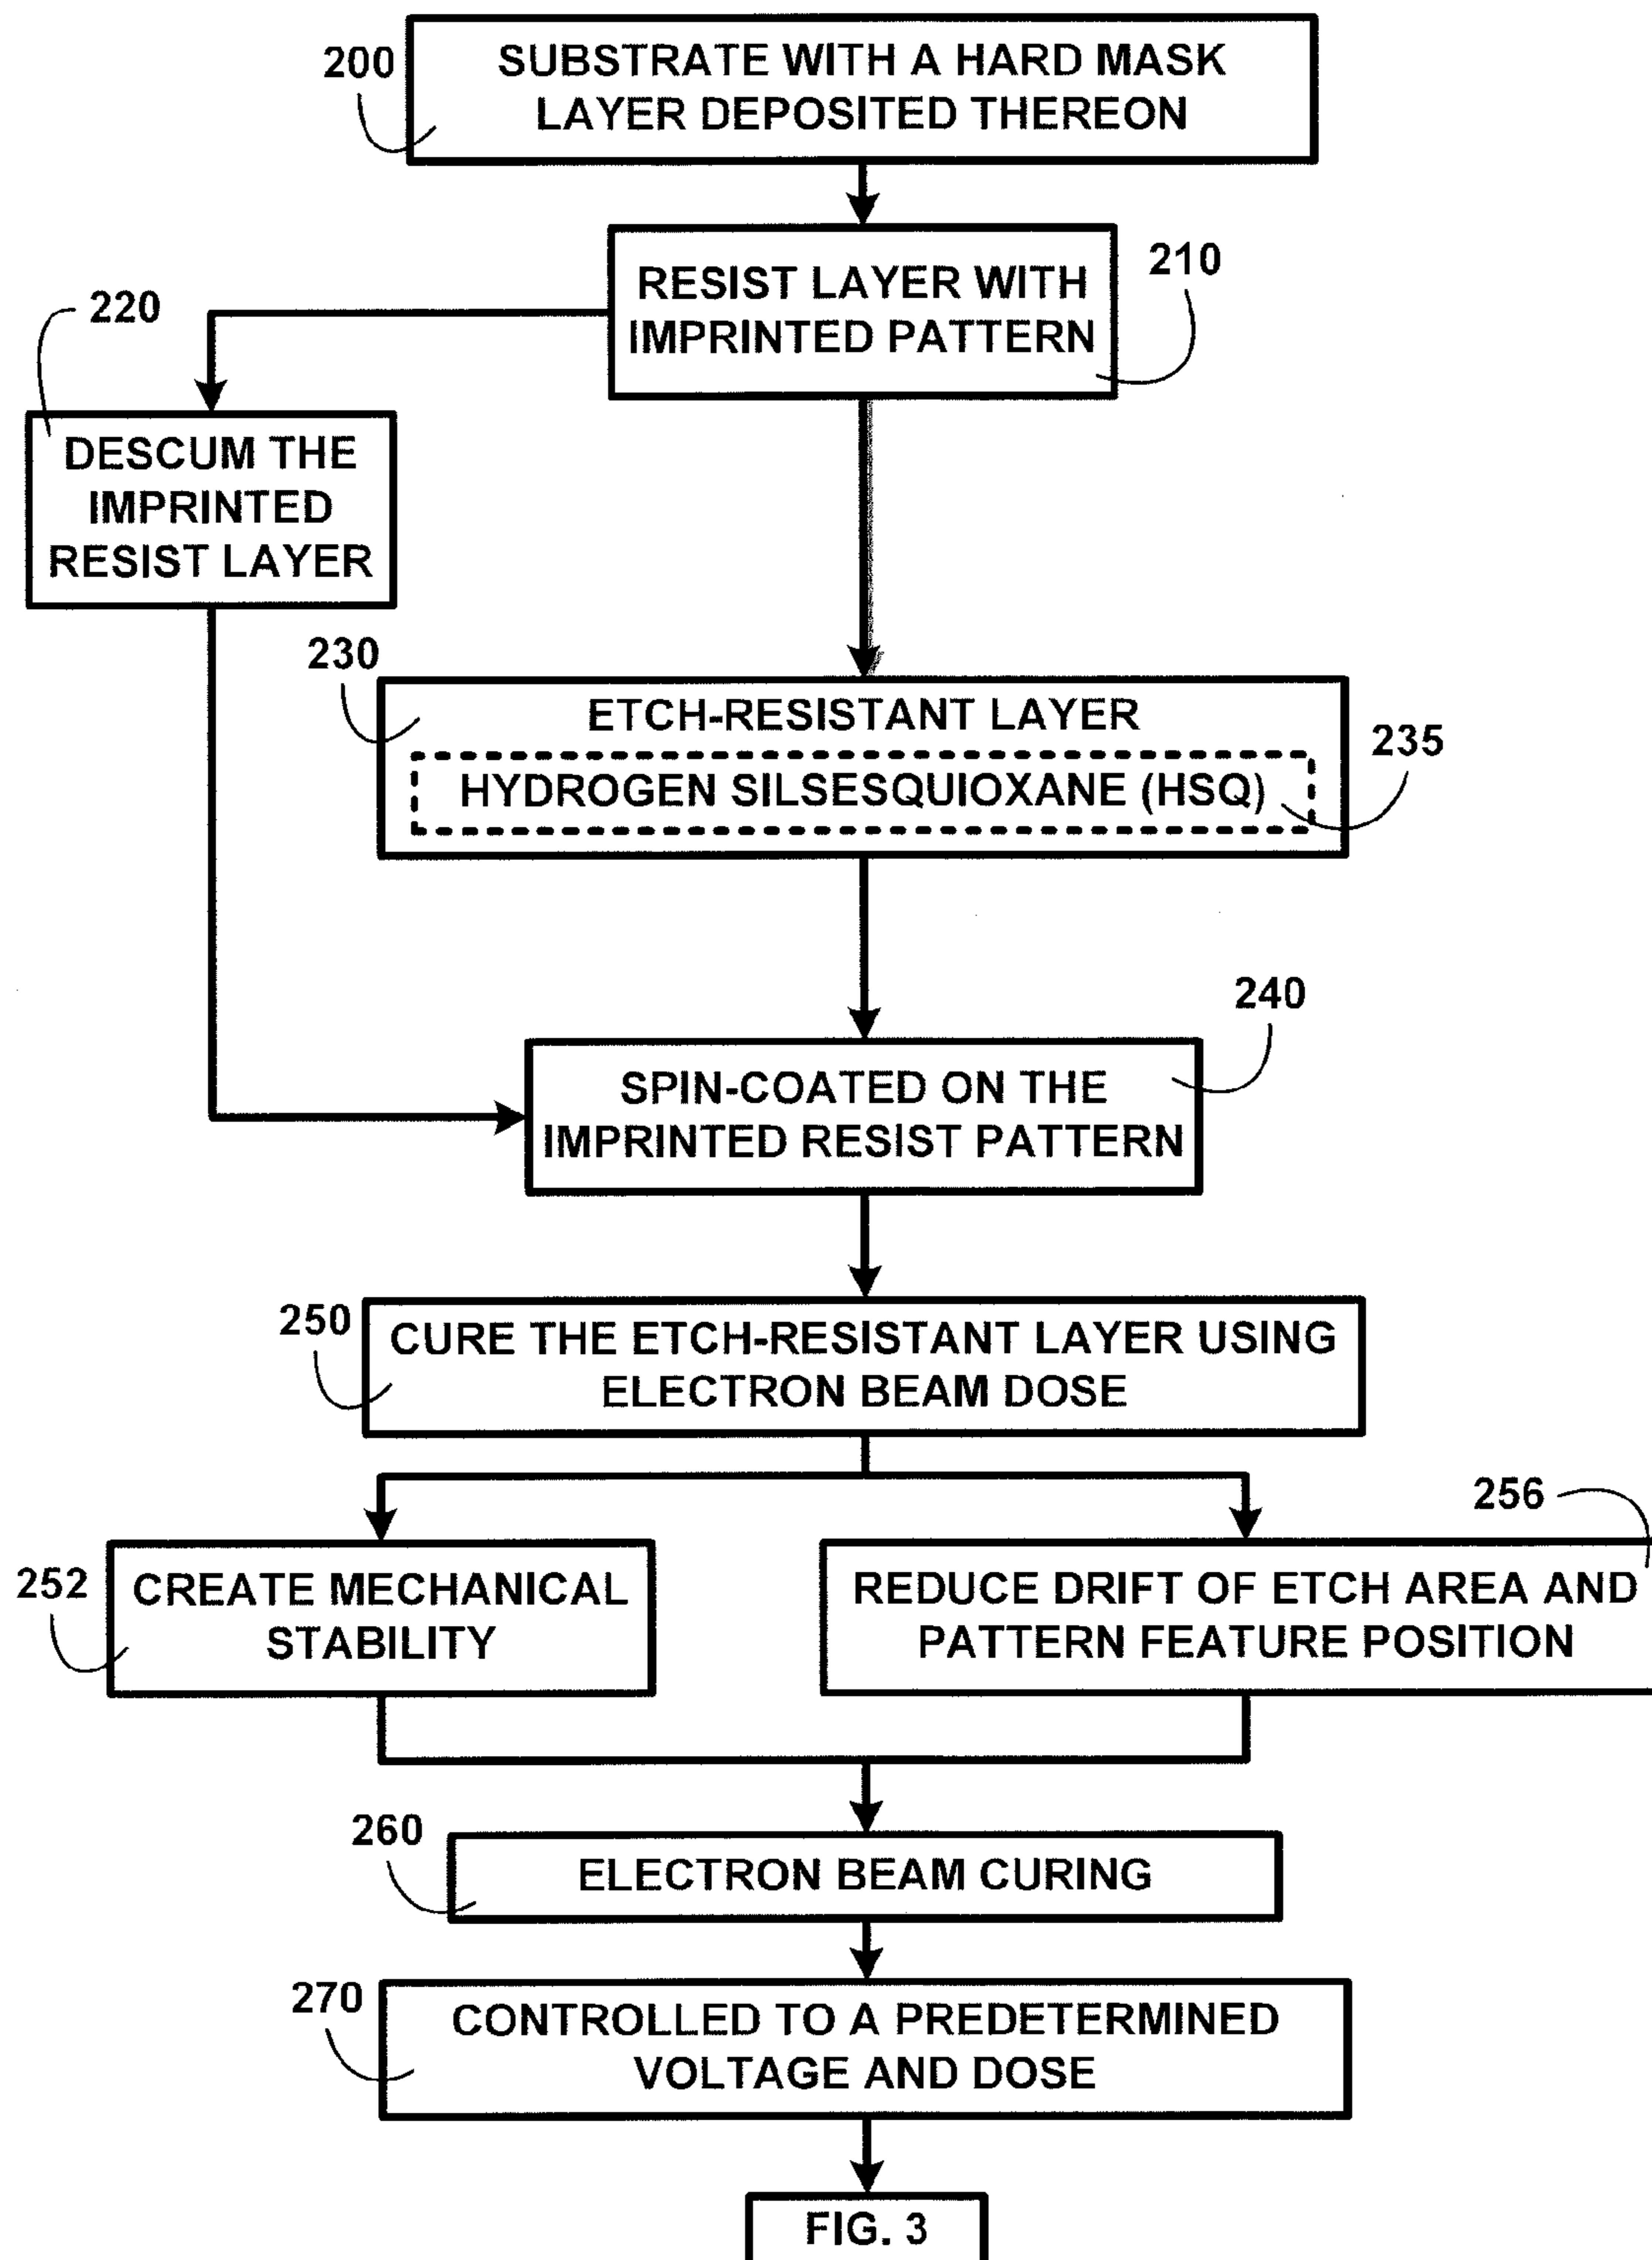 200
SUBSTRATE WITH A HARD MASK
LAYER DEPOSITED THEREON
210
RESIST LAYER WITH
IMPRINTED PATTERN
220
DESCUM THE
IMPRINTED
RESIST LAYER
230
ETCH-RESISTANT LAYER
235
HYDROGEN SILSESQUIOXANE (HSQ)
240
SPIN-COATED ON THE
IMPRINTED RESIST PATTERN
250
CURE THE ETCH-RESISTANT LAYER USING
ELECTRON BEAM DOSE
252
CREATE MECHANICAL
STABILITY
256
REDUCE DRIFT OF ETCH AREA AND
PATTERN FEATURE POSITION
260
ELECTRON BEAM CURING
270
CONTROLLED TO A PREDETERMINED
VOLTAGE AND DOSE
FIG. 3